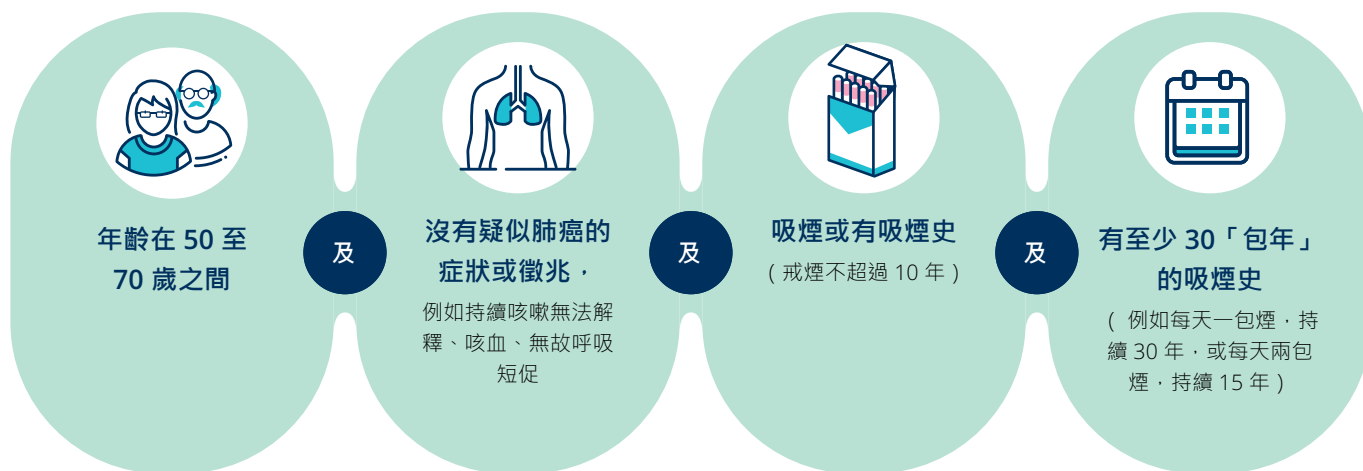 年齡在 50 至
70 歲之間
及
沒有疑似肺癌的
症狀或徵兆，
例如持續咳嗽無法解
釋、咳血、無故呼吸
短促
及
吸煙或有吸煙史
( 戒煙不超過 10 年 )
及
有至少 30「 包年 」
的吸煙史
( 例如每天一包煙，持
續 30 年，或每天兩包
煙，持續 15 年 )